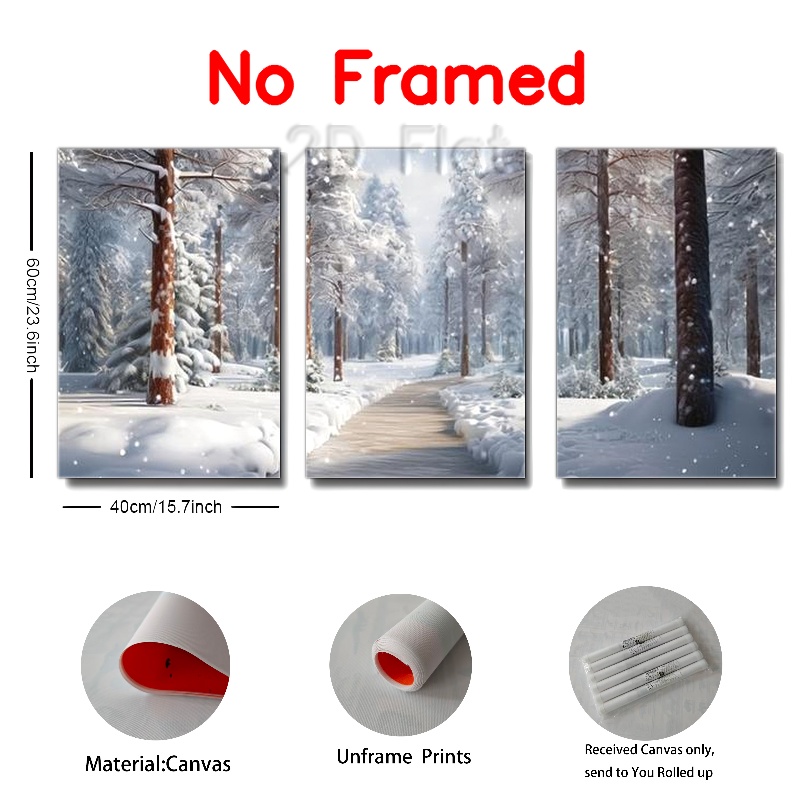 No Framed
2D Flat
60cm/23.6inch
40cm/15.7inch
Material:Canvas
Unframe Prints
Received Canvas only,
send to You Rolled up